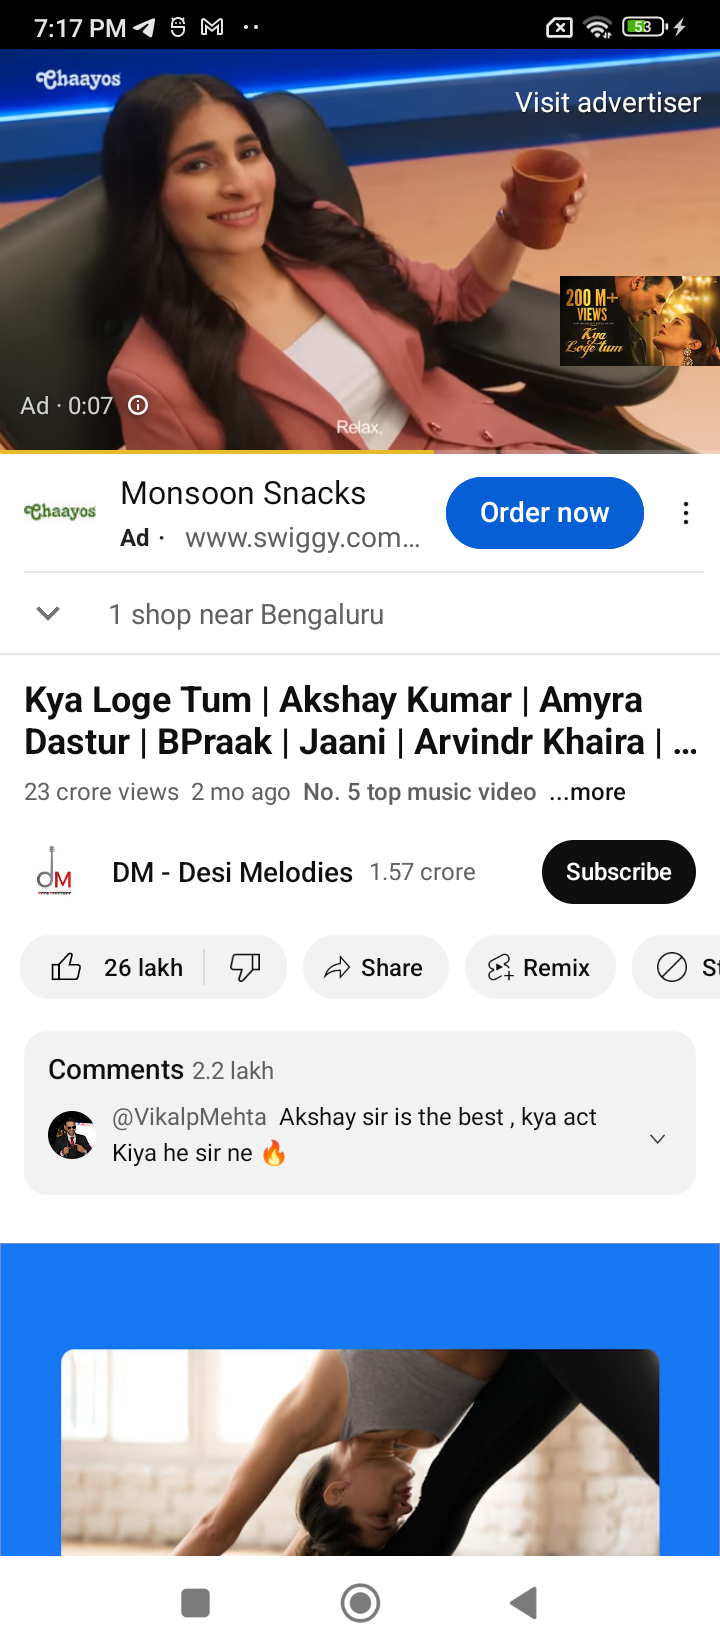 7:17 PM
53
Chaayos
Visit advertiser
200 M+
VIEWS
Kya
Loge tum
Ad · 0:07
Relax,
Chaayos
Monsoon Snacks
Order now
Ad · www.swiggy.com...
1 shop near Bengaluru
Kya Loge Tum | Akshay Kumar | Amyra
Dastur | BPraak | Jaani | Arvindr Khaira | ...
23 crore views 2 mo ago No. 5 top music video ...more
dM
DM - Desi Melodies 1.57 crore
Subscribe
26 lakh
Share
Remix
St
Comments 2.2 lakh
@VikalpMehta Akshay sir is the best , kya act
Kiya he sir ne 🔥